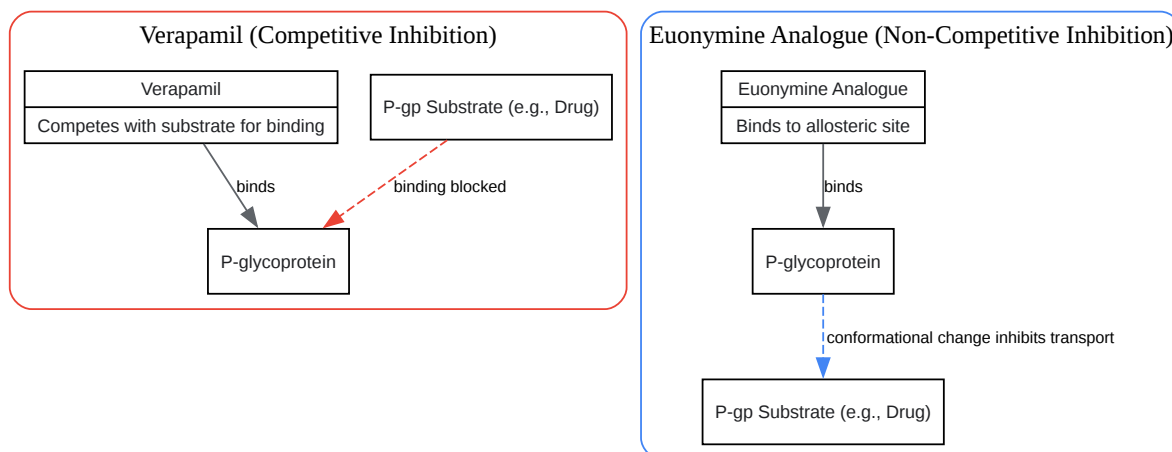 Verapamil (Competitive Inhibition)
Verapamil
Competes with substrate for binding
P-gp Substrate (e.g., Drug)
binds
binding blocked
P-glycoprotein
Euonymine Analogue (Non-Competitive Inhibition)
Euonymine Analogue
Binds to allosteric site
binds
P-glycoprotein
conformational change inhibits transport
P-gp Substrate (e.g., Drug)